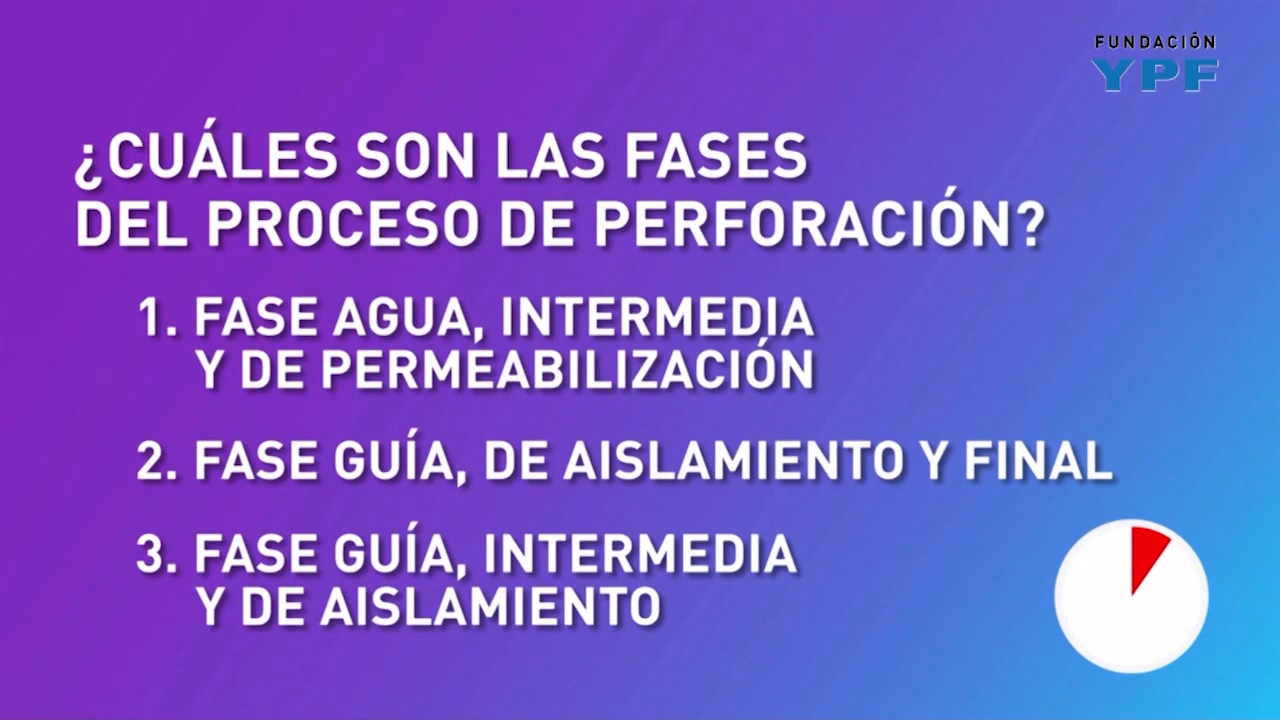 FUNDACIÓN
YPF
¿CUÁLES SON LAS FASES
DEL PROCESO DE PERFORACIÓN?
1. FASE AGUA, INTERMEDIA
Y DE PERMEABILIZACIÓN
2. FASE GUÍA, DE AISLAMIENTO Y FINAL
3. FASE GUÍA, INTERMEDIA
Y DE AISLAMIENTO